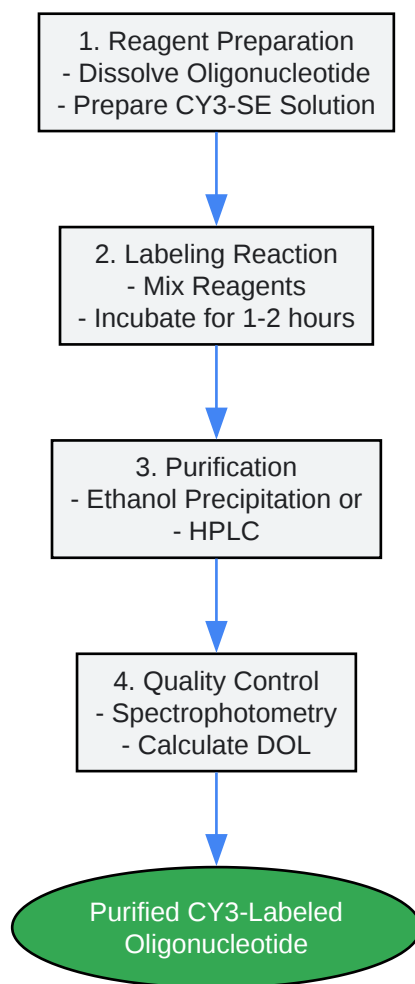 1. Reagent Preparation
- Dissolve Oligonucleotide
- Prepare CY3-SE Solution
2. Labeling Reaction
- Mix Reagents
- Incubate for 1-2 hours
3. Purification
- Ethanol Precipitation or
- HPLC
4. Quality Control
- Spectrophotometry
- Calculate DOL
Purified CY3-Labeled
Oligonucleotide